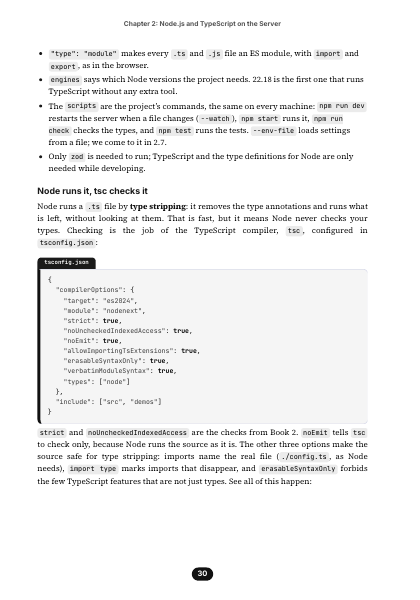 Chapter 2: Node.js and TypeScript on the Server
• "type": "module" makes every .ts and .js file an ES module, with import and
export, as in the browser.
• engines says which Node versions the project needs. 22.18 is the first one that runs
TypeScript without any extra tool.
• The scripts are the project's commands, the same on every machine: npm run dev
restarts the server when a file changes (--watch), npm start runs it, npm run
check checks the types, and npm test runs the tests. --env-file loads settings
from a file; we come to it in 2.7.
• Only zod is needed to run; TypeScript and the type definitions for Node are only
needed while developing.
Node runs it, tsc checks it
Node runs a .ts file by type stripping: it removes the type annotations and runs what
is left, without looking at them. That is fast, but it means Node never checks your
types. Checking is the job of the TypeScript compiler, tsc, configured in
tsconfig.json:
tsconfig.json
{
  "compilerOptions": {
    "target": "es2024",
    "module": "nodenext",
    "strict": true,
    "noUncheckedIndexedAccess": true,
    "noEmit": true,
    "allowImportingTsExtensions": true,
    "erasableSyntaxOnly": true,
    "verbatimModuleSyntax": true,
    "types": ["node"]
  },
  "include": ["src", "demos"]
}
strict and noUncheckedIndexedAccess are the checks from Book 2. noEmit tells tsc
to check only, because Node runs the source as it is. The other three options make the
source safe for type stripping: imports name the real file (./config.ts, as Node
needs), import type marks imports that disappear, and erasableSyntaxOnly forbids
the few TypeScript features that are not just types. See all of this happen:
30